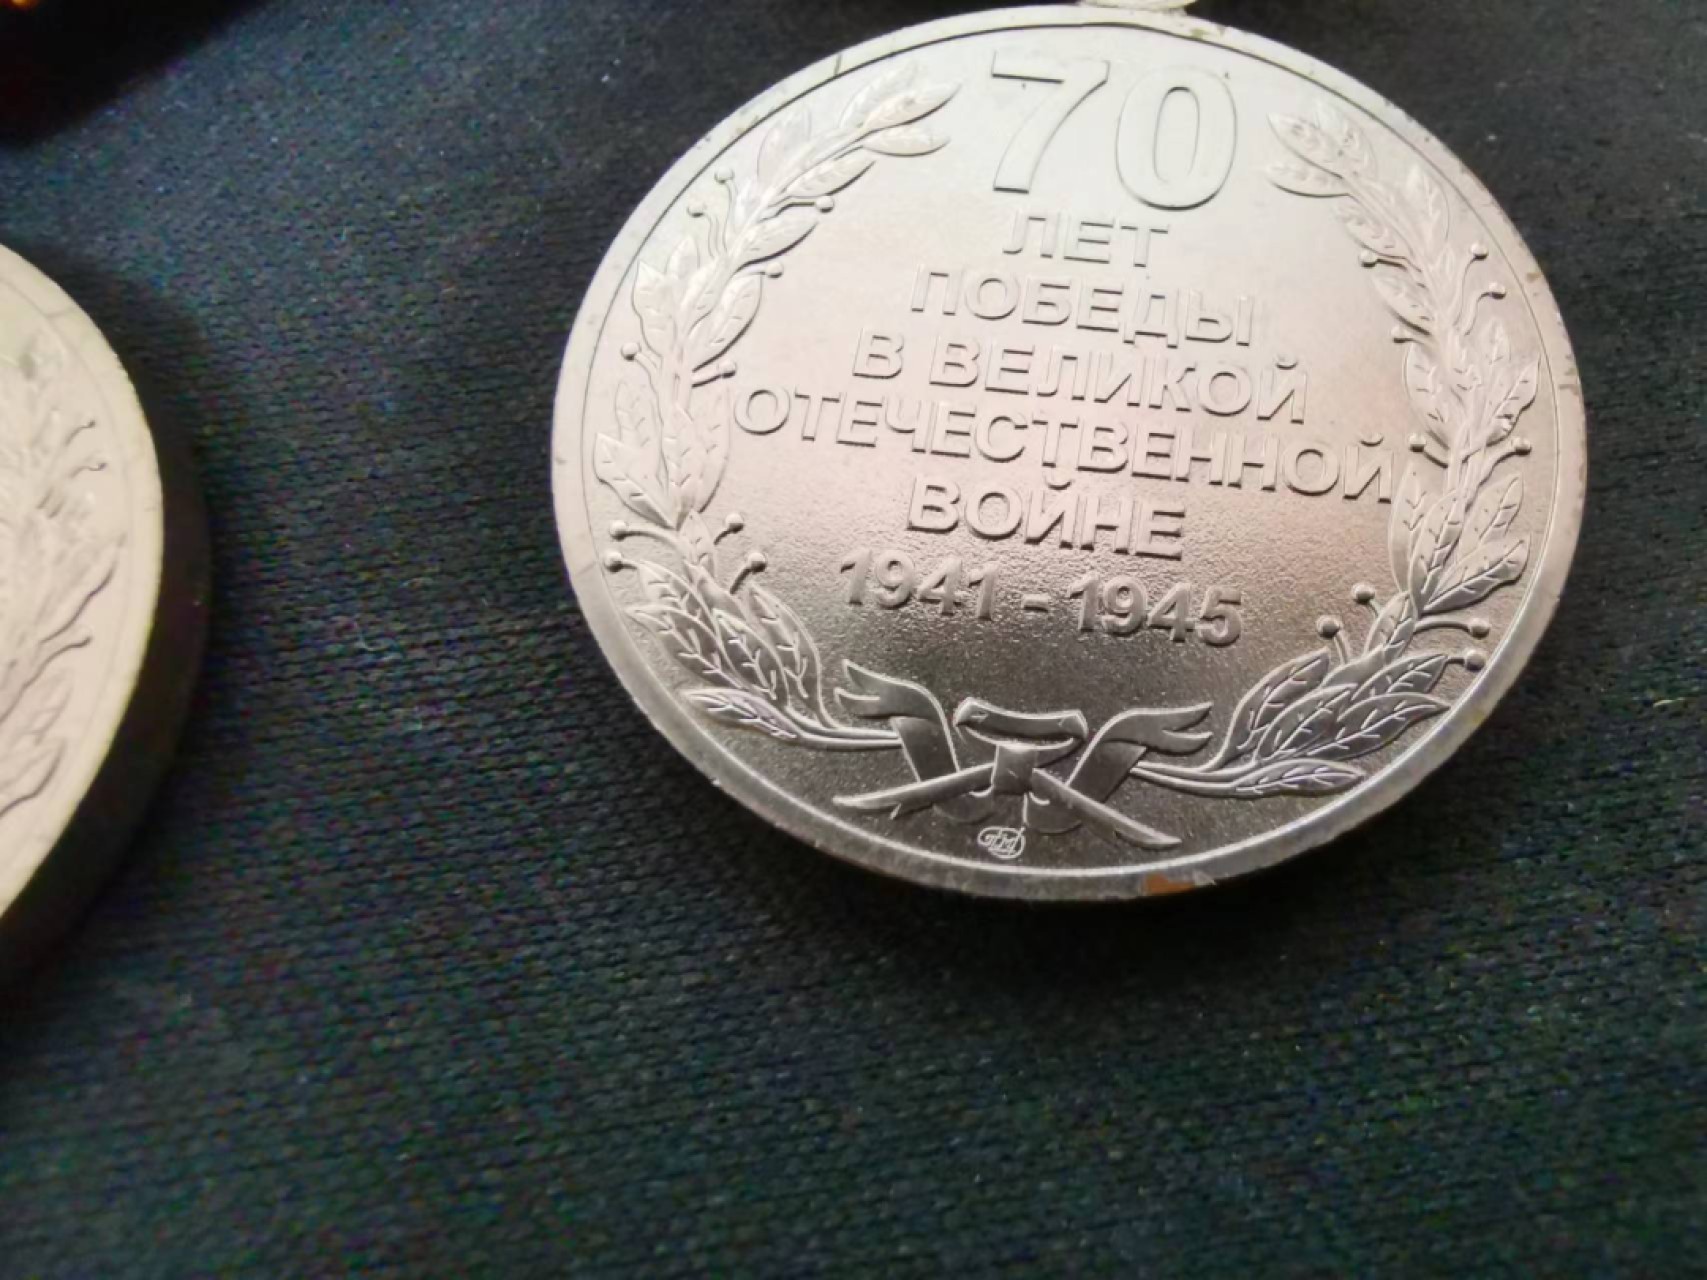 70
ЛЕТ
ПОБЕДЫ
В ВЕЛИКОЙ
ОТЕЧЕСТВЕННОЙ
ВОЙНЕ
1941 - 1945